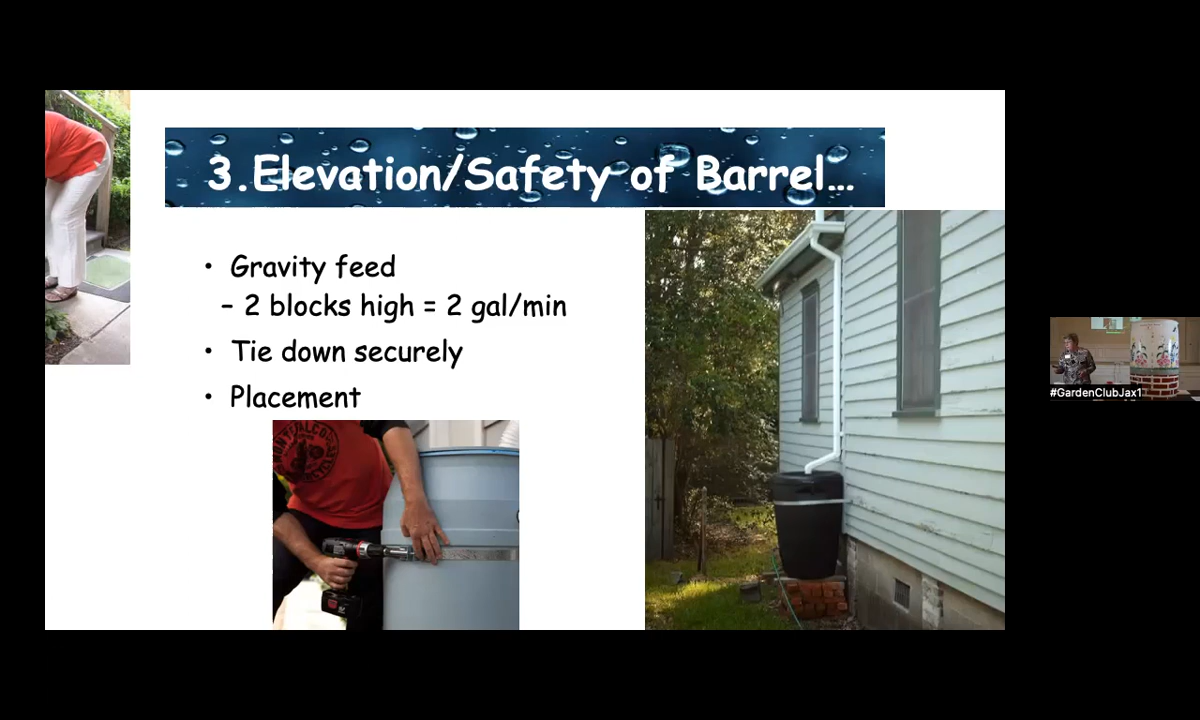 3.Elevation/Safety of Barrel…
• Gravity feed
– 2 blocks high = 2 gal/min
• Tie down securely
• Placement
#GardenClubJax1